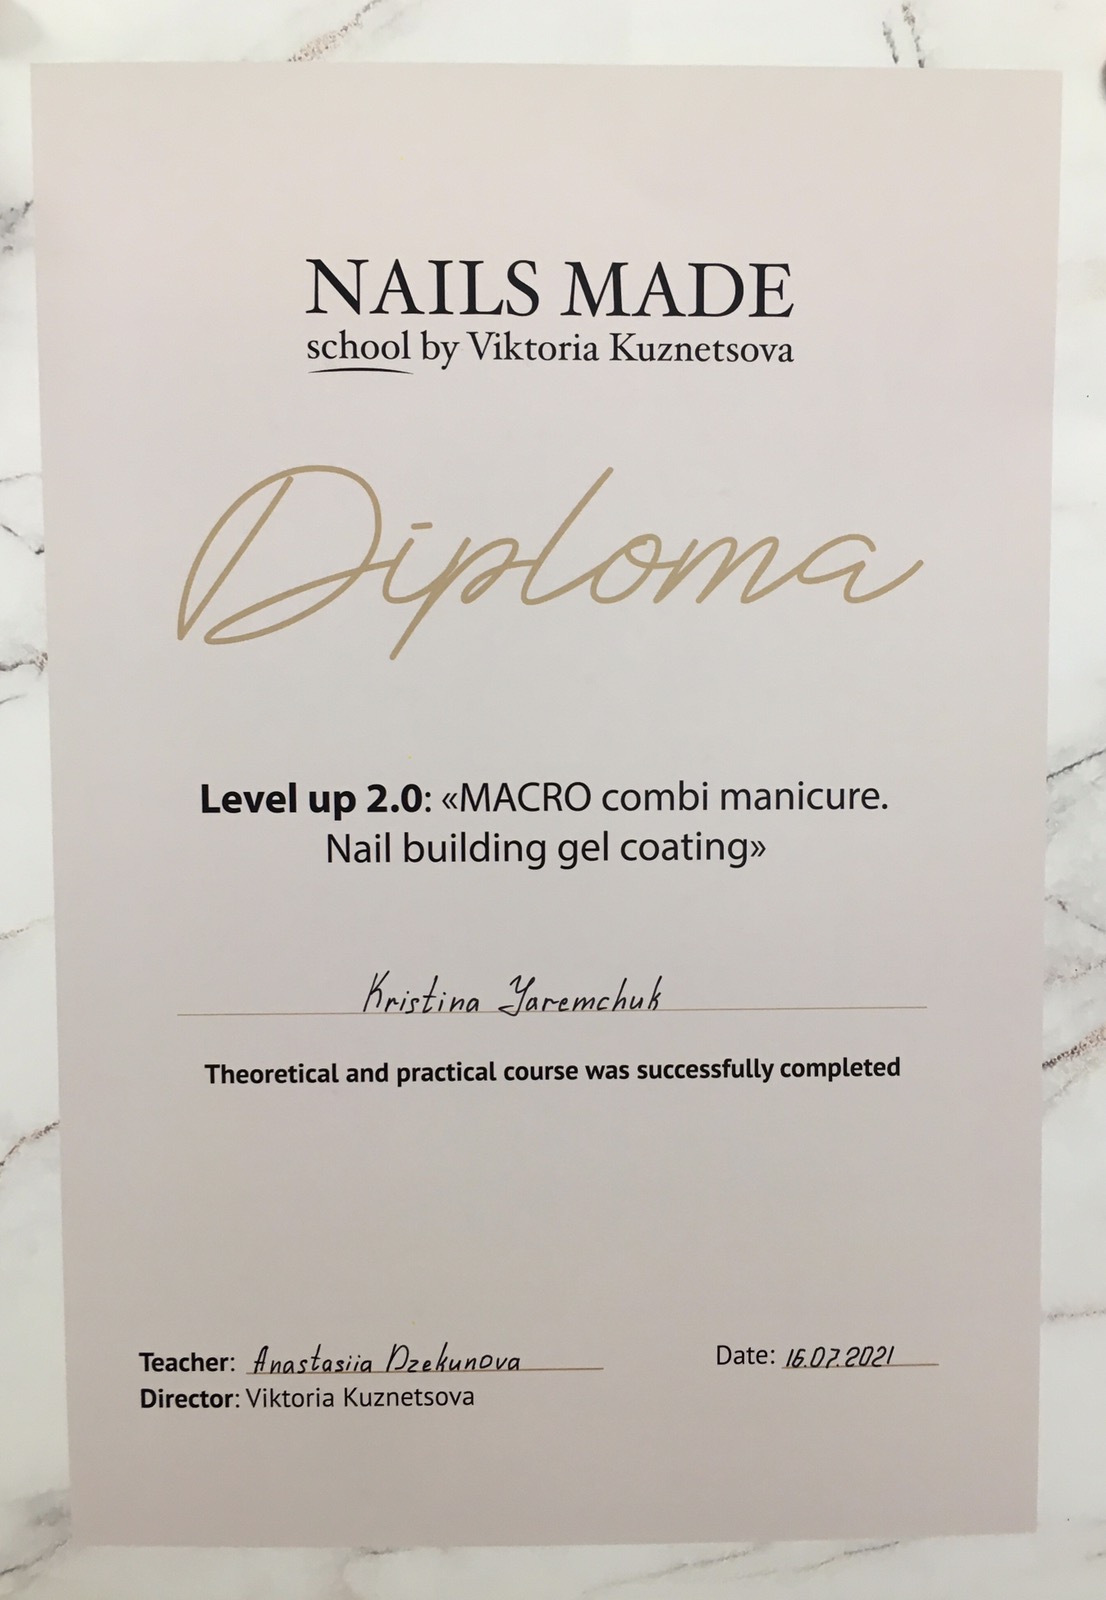 NAILS MADE
school by Viktoria Kuznetsova
Diploma
Level up 2.0: «MACRO combi manicure.
Nail building gel coating»
Kristina Yaremchuk
Theoretical and practical course was successfully completed
Teacher: Anastasiia Dzekunova
Date: 16.07.2021
Director: Viktoria Kuznetsova